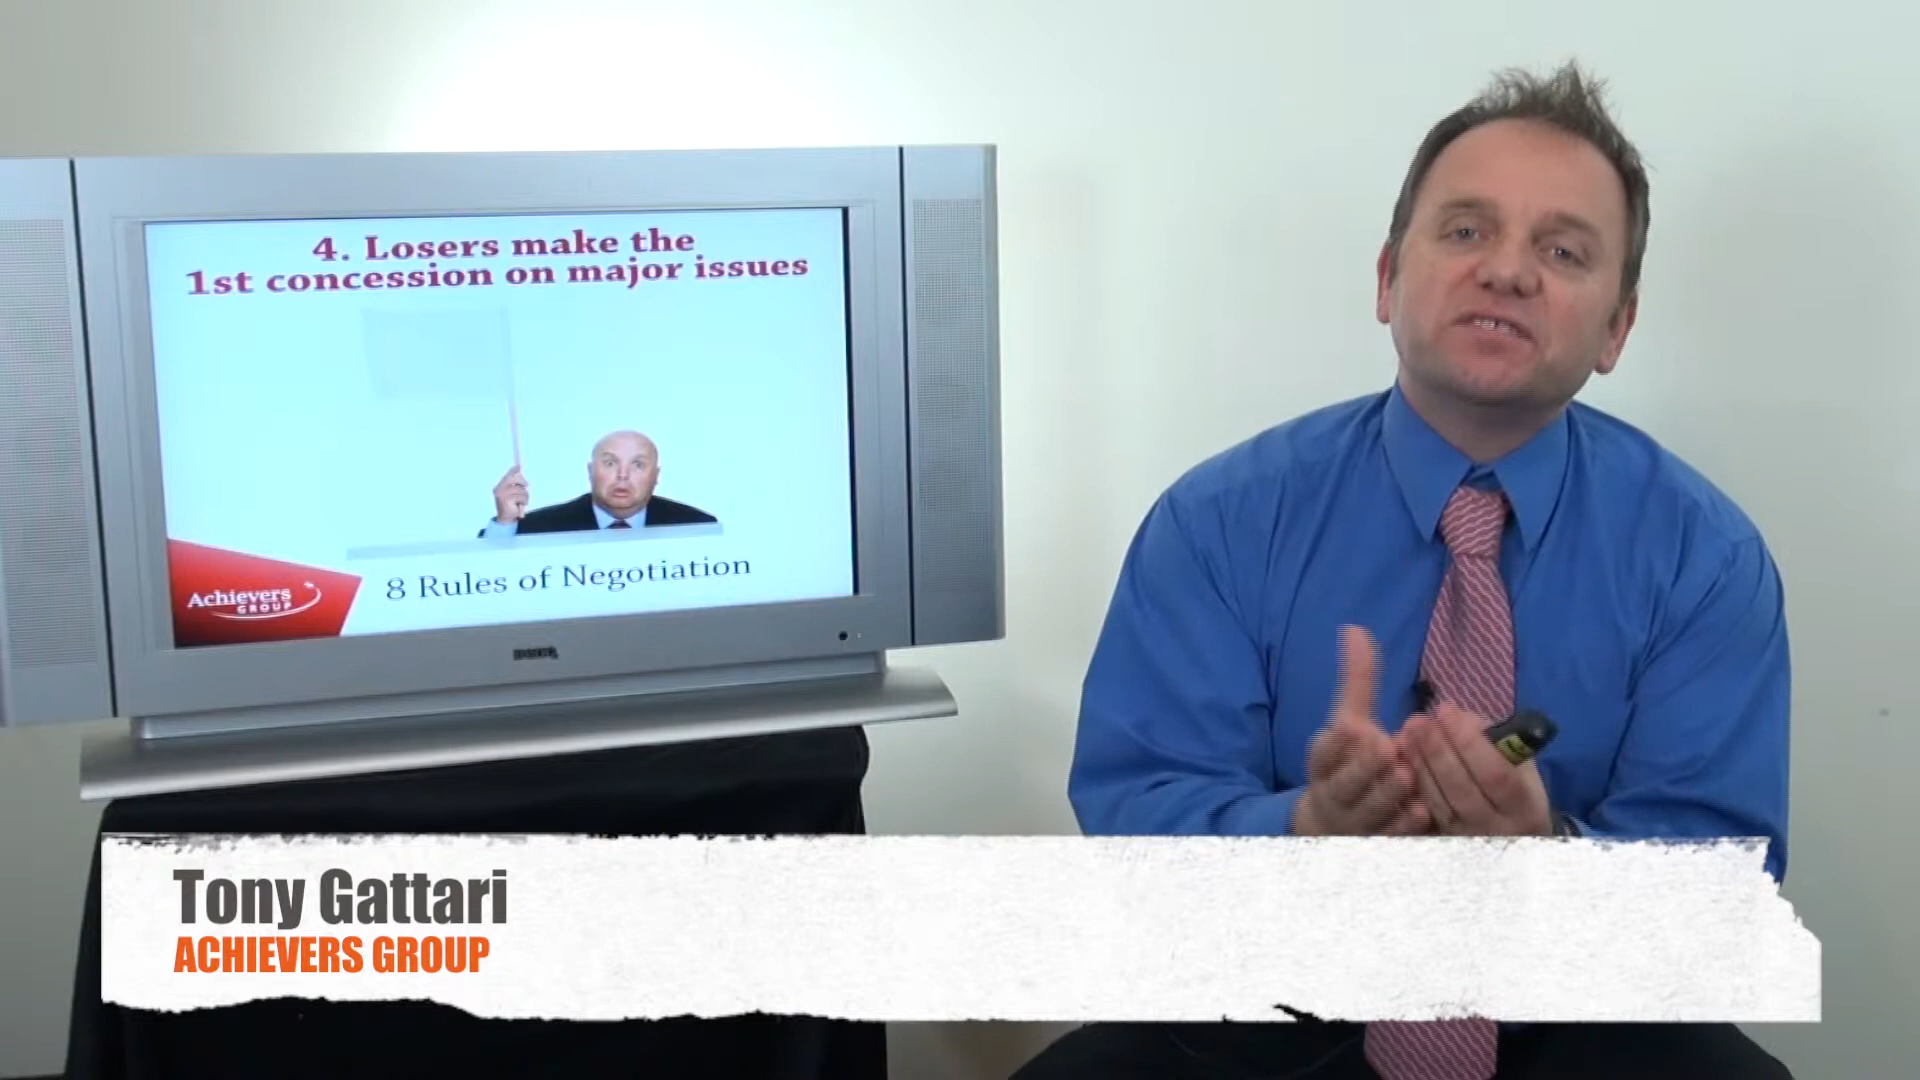 4. Losers make the
1st concession on major issues
Achievers
GROUP
8 Rules of Negotiation
BenQ
Tony Gattari
ACHIEVERS GROUP